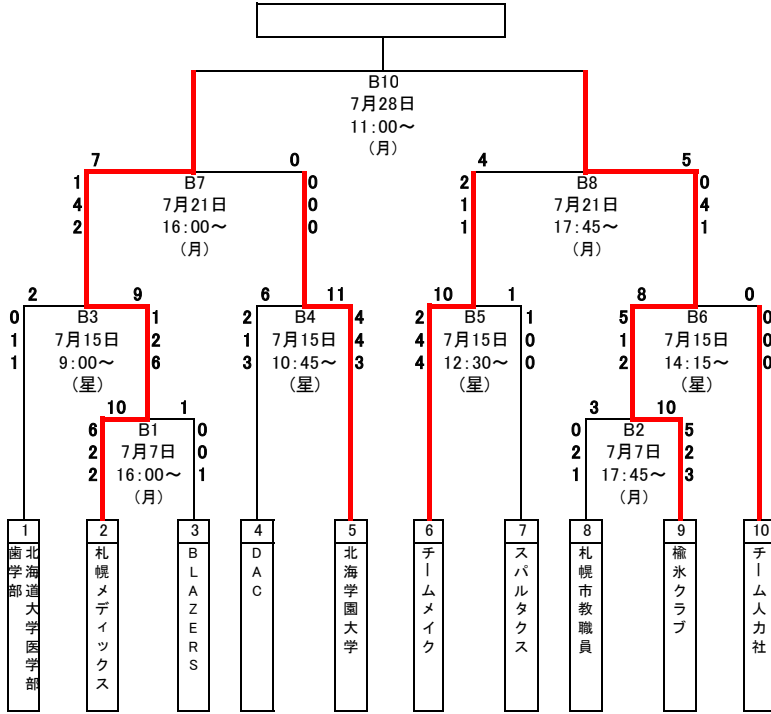 B10
7月28日
11:00～
(月)
7 0
4 5
1
4
2
B7
7月21日
16:00～
(月)
0
0
0
2
1
1
B8
7月21日
17:45～
(月)
0
4
1
2 9
6 11
10 1
8 0
0
1
1
B3
7月15日
9:00～
(星)
1
2
6
2
1
3
B4
7月15日
10:45～
(星)
4
4
3
2
4
4
B5
7月15日
12:30～
(星)
1
0
0
5
1
2
B6
7月15日
14:15～
(星)
0
0
0
10 1
3 10
6
2
2
B1
7月7日
16:00～
(月)
0
0
1
0
2
1
B2
7月7日
17:45～
(月)
5
2
3
1
北海道大学医学部
歯学部
2
札幌メディックス
3
BLAZERS
4
DAC
5
北海学園大学
6
チームメイク
7
スパルタクス
8
札幌市教職員
9
楡氷クラブ
10
チーム人力社